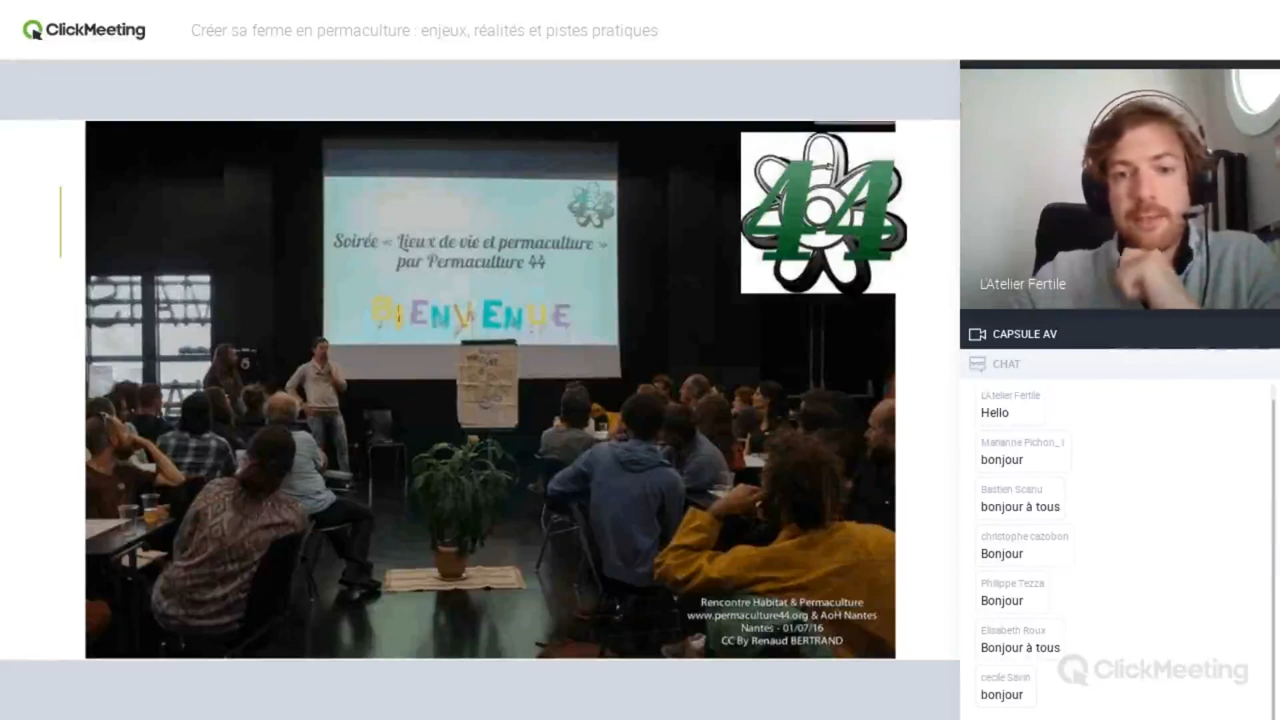 ClickMeeting
Créer sa ferme en permaculture : enjeux, réalités et pistes pratiques
44
Soirée « Lieux de vie et permaculture »
par Permaculture 44
BIENVENUE
Rencontre Habitat & Permaculture
www.permaculture44.org & AoH Nantes
Nantes - 01/07/16
CC By Renaud BERTRAND
L'Atelier Fertile
CAPSULE AV
CHAT
L'Atelier Fertile
Hello
Marianne Pichon_
bonjour
Bastien Scanu
bonjour à tous
christophe cazobon
Bonjour
Philippe Tezza
Bonjour
Elisabeth Roux
Bonjour à tous
cecile Savin
bonjour
ClickMeeting